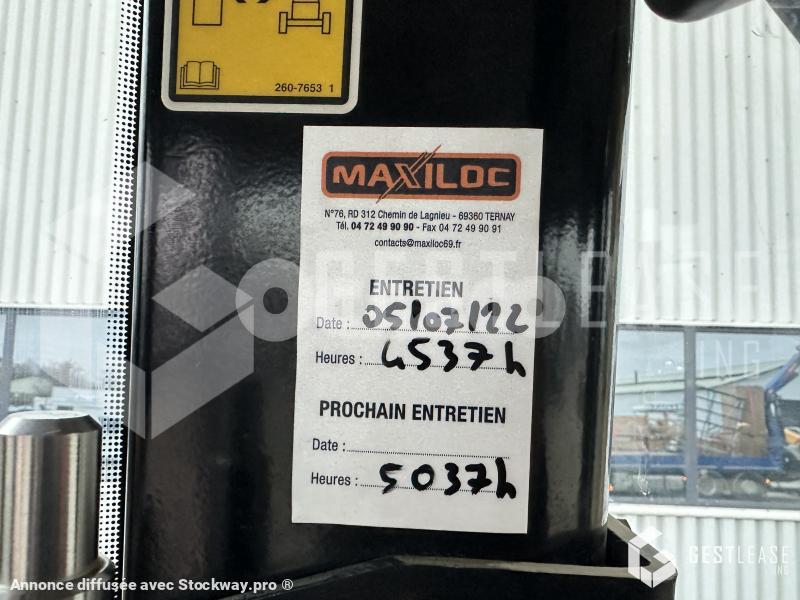 260-7653 1
MAXILOC
N°76, RD 312 Chemin de Lagnieu - 69360 TERNAY
Tél. 04 72 49 90 90 - Fax 04 72 49 90 91
contacts@maxiloc69.fr
ENTRETIEN
Date : 05/07/22
Heures : 4537h
PROCHAIN ENTRETIEN
Date :
Heures : 5037h
GESTLEASE
GESTLEASE
NG
Annonce diffusée avec Stockway.pro ®